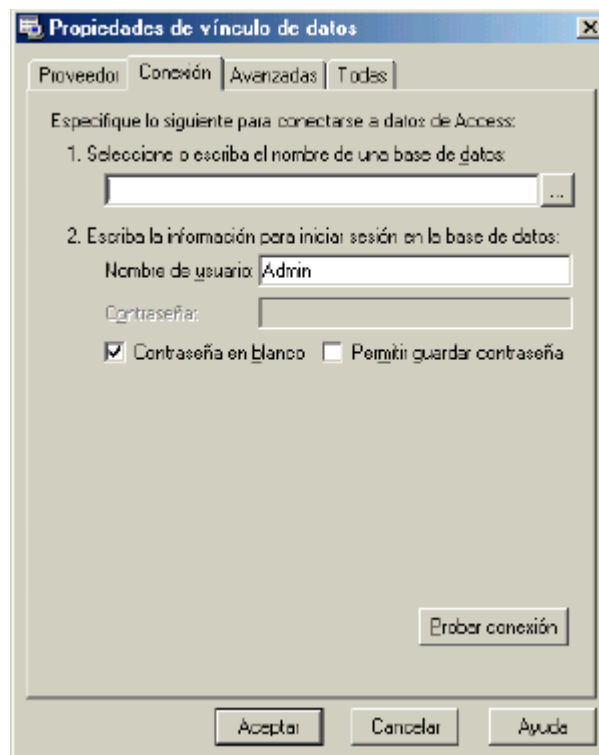 Propiedades de vínculo de datos
Proveedor Conexión Avanzadas Todas
Especifique lo siguiente para conectarse a datos de Access:
1. Seleccione o escriba el nombre de una base de datos:
...
2. Escriba la información para iniciar sesión en la base de datos:
Nombre de usuario: Admin
Contraseña:
Contraseña en blanco Permitir guardar contraseña
Probar conexión
Aceptar Cancelar Ayuda